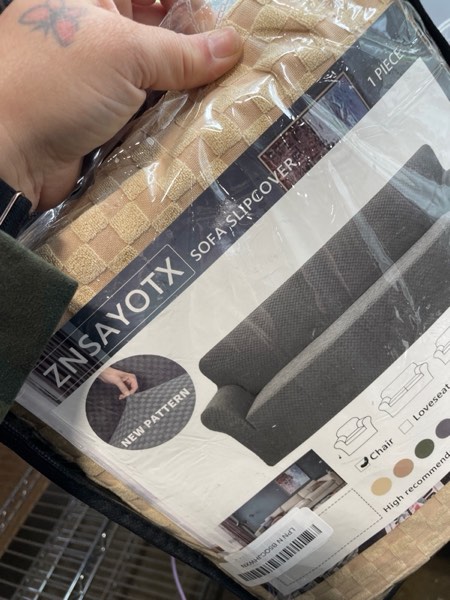 1 PIECE
SOFA SLIPCOVER
ZNSAYOTX
NEW PATTERN
Chair
Loveseat
High recommend